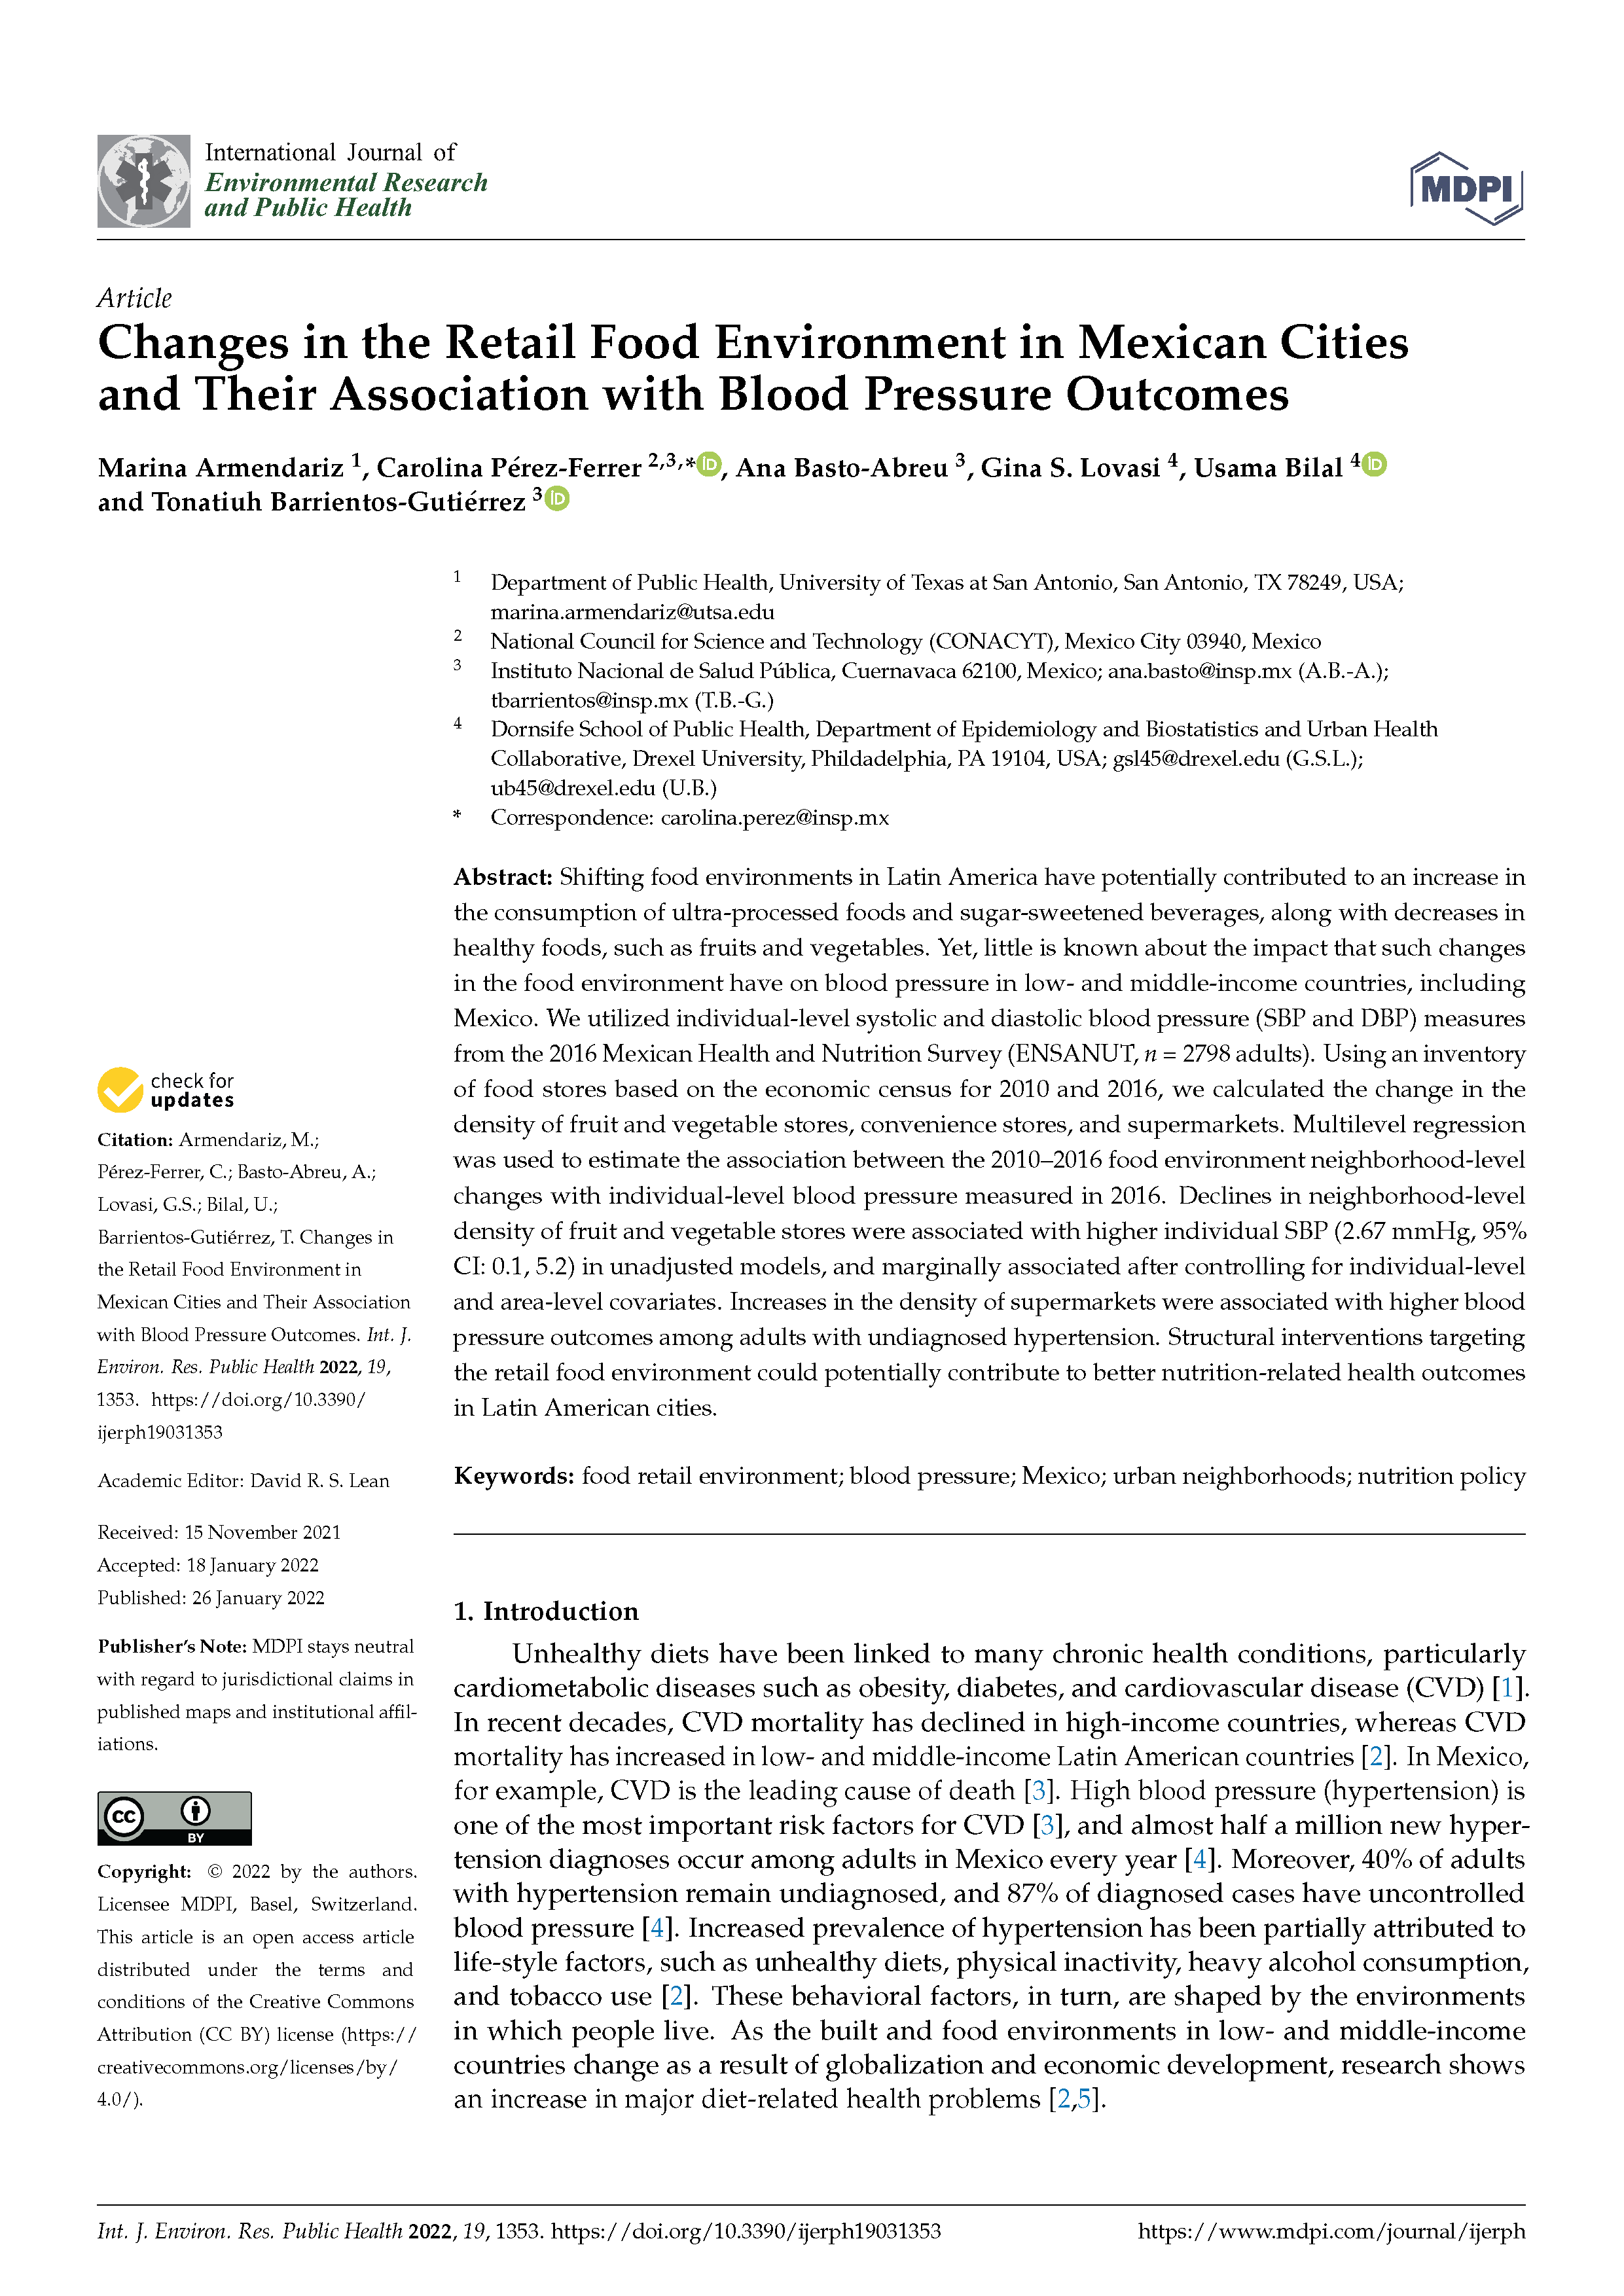 International Journal of
Environmental Research
and Public Health
MDPI
Article
Changes in the Retail Food Environment in Mexican Cities
and Their Association with Blood Pressure Outcomes
Marina Armendariz 1, Carolina Pérez-Ferrer 2,3,*iD, Ana Basto-Abreu 3, Gina S. Lovasi 4, Usama Bilal 4 iD
and Tonatiuh Barrientos-Gutiérrez 3 iD
1 Department of Public Health, University of Texas at San Antonio, San Antonio, TX 78249, USA;
marina.armendariz@utsa.edu
2 National Council for Science and Technology (CONACYT), Mexico City 03940, Mexico
3 Instituto Nacional de Salud Pública, Cuernavaca 62100, Mexico; ana.basto@insp.mx (A.B.-A.);
tbarrientos@insp.mx (T.B.-G.)
4 Dornsife School of Public Health, Department of Epidemiology and Biostatistics and Urban Health
Collaborative, Drexel University, Phildadelphia, PA 19104, USA; gsl45@drexel.edu (G.S.L.);
ub45@drexel.edu (U.B.)
* Correspondence: carolina.perez@insp.mx
Abstract: Shifting food environments in Latin America have potentially contributed to an increase in
the consumption of ultra-processed foods and sugar-sweetened beverages, along with decreases in
healthy foods, such as fruits and vegetables. Yet, little is known about the impact that such changes
in the food environment have on blood pressure in low- and middle-income countries, including
Mexico. We utilized individual-level systolic and diastolic blood pressure (SBP and DBP) measures
from the 2016 Mexican Health and Nutrition Survey (ENSANUT, n = 2798 adults). Using an inventory
of food stores based on the economic census for 2010 and 2016, we calculated the change in the
density of fruit and vegetable stores, convenience stores, and supermarkets. Multilevel regression
was used to estimate the association between the 2010–2016 food environment neighborhood-level
changes with individual-level blood pressure measured in 2016. Declines in neighborhood-level
density of fruit and vegetable stores were associated with higher individual SBP (2.67 mmHg, 95%
CI: 0.1, 5.2) in unadjusted models, and marginally associated after controlling for individual-level
and area-level covariates. Increases in the density of supermarkets were associated with higher blood
pressure outcomes among adults with undiagnosed hypertension. Structural interventions targeting
the retail food environment could potentially contribute to better nutrition-related health outcomes
in Latin American cities.
Keywords: food retail environment; blood pressure; Mexico; urban neighborhoods; nutrition policy
check for
updates
Citation: Armendariz, M.;
Pérez-Ferrer, C.; Basto-Abreu, A.;
Lovasi, G.S.; Bilal, U.;
Barrientos-Gutiérrez, T. Changes in
the Retail Food Environment in
Mexican Cities and Their Association
with Blood Pressure Outcomes. Int. J.
Environ. Res. Public Health 2022, 19,
1353. https://doi.org/10.3390/
ijerph19031353
Academic Editor: David R. S. Lean
Received: 15 November 2021
Accepted: 18 January 2022
Published: 26 January 2022
Publisher's Note: MDPI stays neutral
with regard to jurisdictional claims in
published maps and institutional affil-
iations.
cc BY
Copyright: © 2022 by the authors.
Licensee MDPI, Basel, Switzerland.
This article is an open access article
distributed under the terms and
conditions of the Creative Commons
Attribution (CC BY) license (https://
creativecommons.org/licenses/by/
4.0/).
1. Introduction
Unhealthy diets have been linked to many chronic health conditions, particularly
cardiometabolic diseases such as obesity, diabetes, and cardiovascular disease (CVD) [1].
In recent decades, CVD mortality has declined in high-income countries, whereas CVD
mortality has increased in low- and middle-income Latin American countries [2]. In Mexico,
for example, CVD is the leading cause of death [3]. High blood pressure (hypertension) is
one of the most important risk factors for CVD [3], and almost half a million new hyper-
tension diagnoses occur among adults in Mexico every year [4]. Moreover, 40% of adults
with hypertension remain undiagnosed, and 87% of diagnosed cases have uncontrolled
blood pressure [4]. Increased prevalence of hypertension has been partially attributed to
life-style factors, such as unhealthy diets, physical inactivity, heavy alcohol consumption,
and tobacco use [2]. These behavioral factors, in turn, are shaped by the environments
in which people live. As the built and food environments in low- and middle-income
countries change as a result of globalization and economic development, research shows
an increase in major diet-related health problems [2,5].
Int. J. Environ. Res. Public Health 2022, 19, 1353. https://doi.org/10.3390/ijerph19031353
https://www.mdpi.com/journal/ijerph